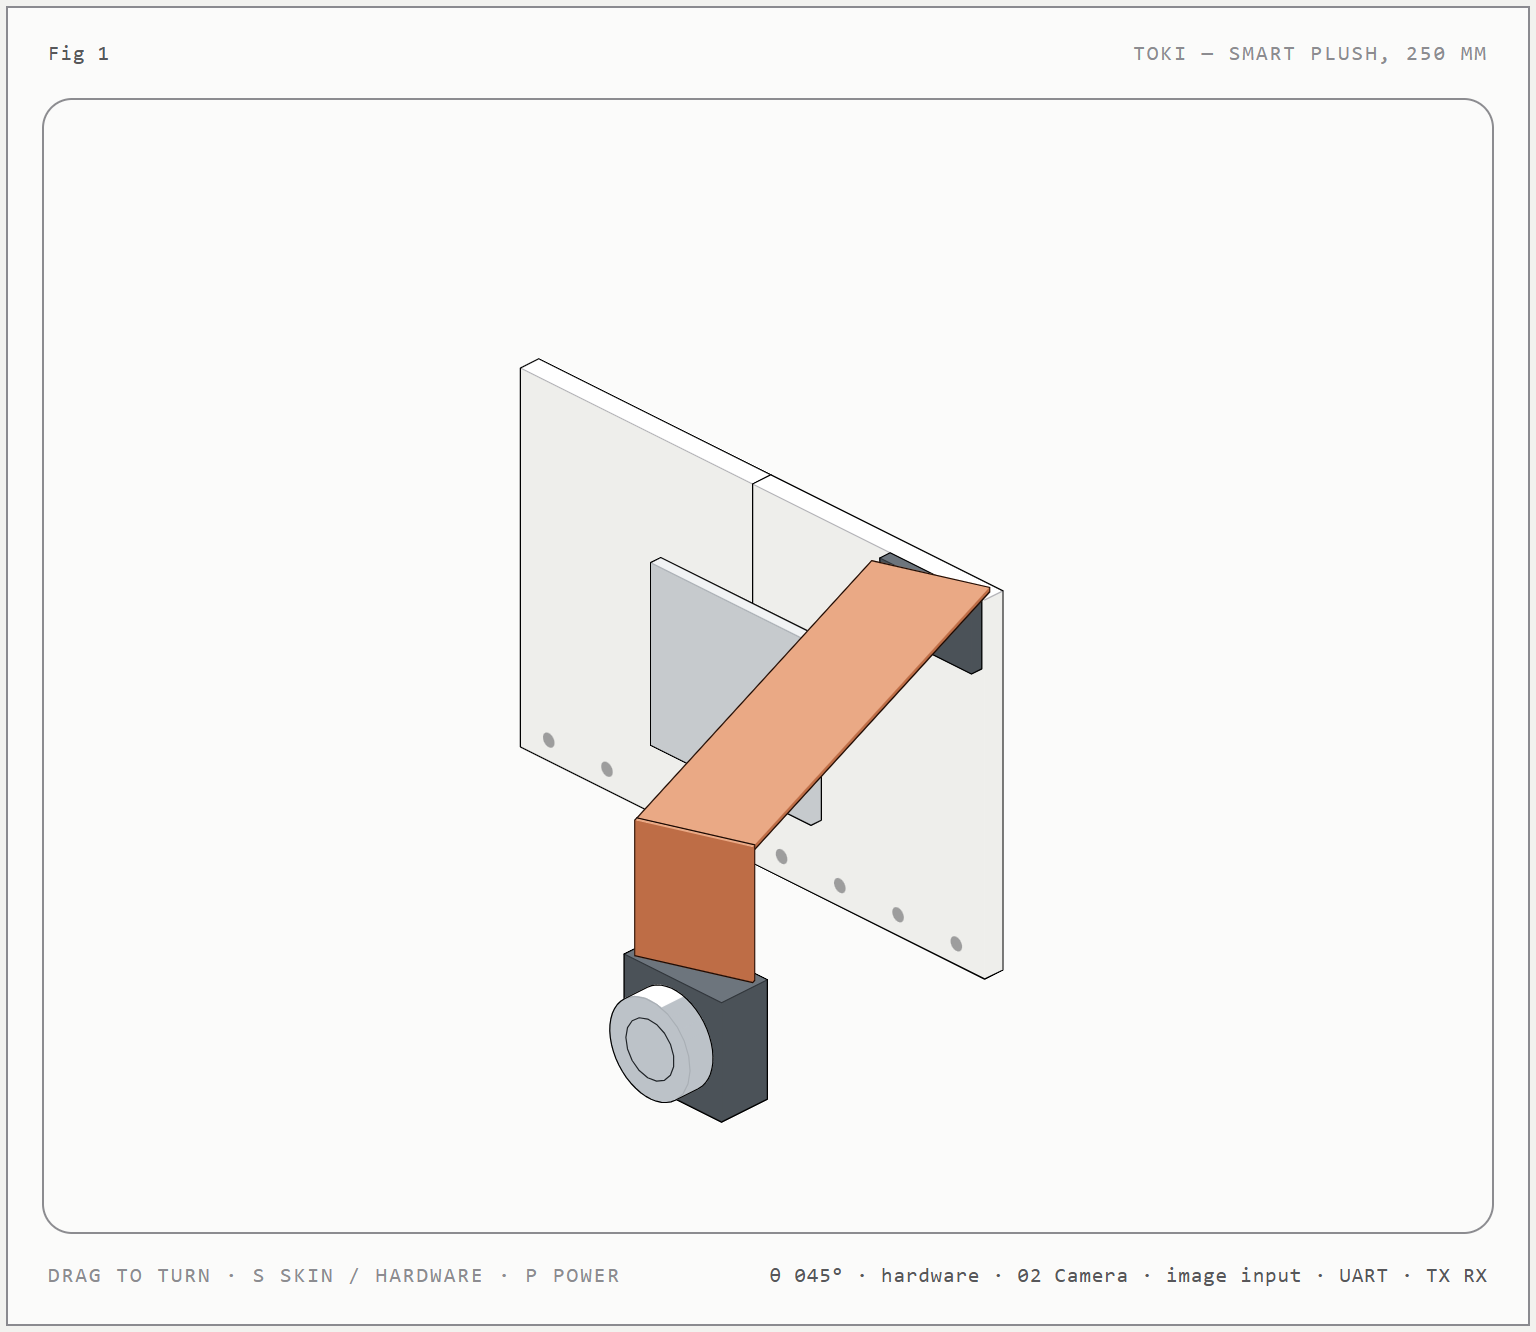 Fig 1
TOKI — SMART PLUSH, 250 MM
DRAG TO TURN · S SKIN / HARDWARE · P POWER
θ 045° · hardware · 02 Camera · image input · UART · TX RX